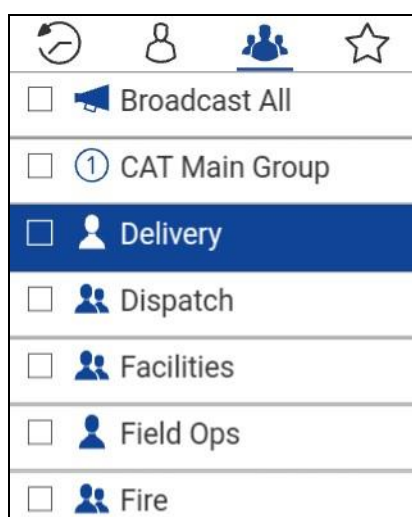 Broadcast All
1 CAT Main Group
Delivery
Dispatch
Facilities
Field Ops
Fire